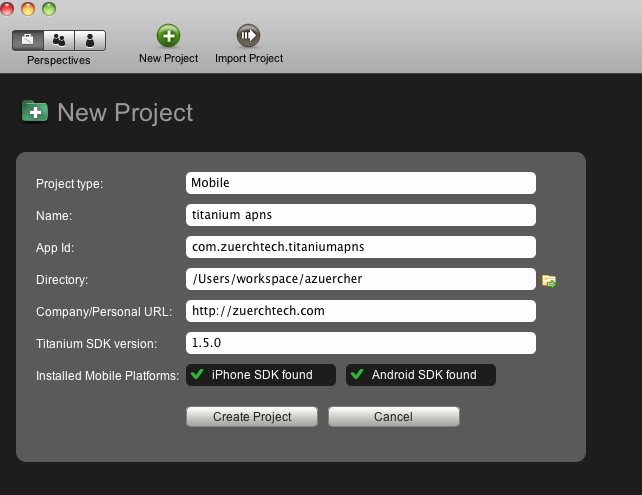 Perspectives
New Project
Import Project
New Project
Project type: Mobile
Name: titanium apns
App Id: com.zuerchtech.titaniumapns
Directory: /Users/workspace/azuercher
Company/Personal URL: http://zuerchtech.com
Titanium SDK version: 1.5.0
Installed Mobile Platforms: iPhone SDK found Android SDK found
Create Project Cancel